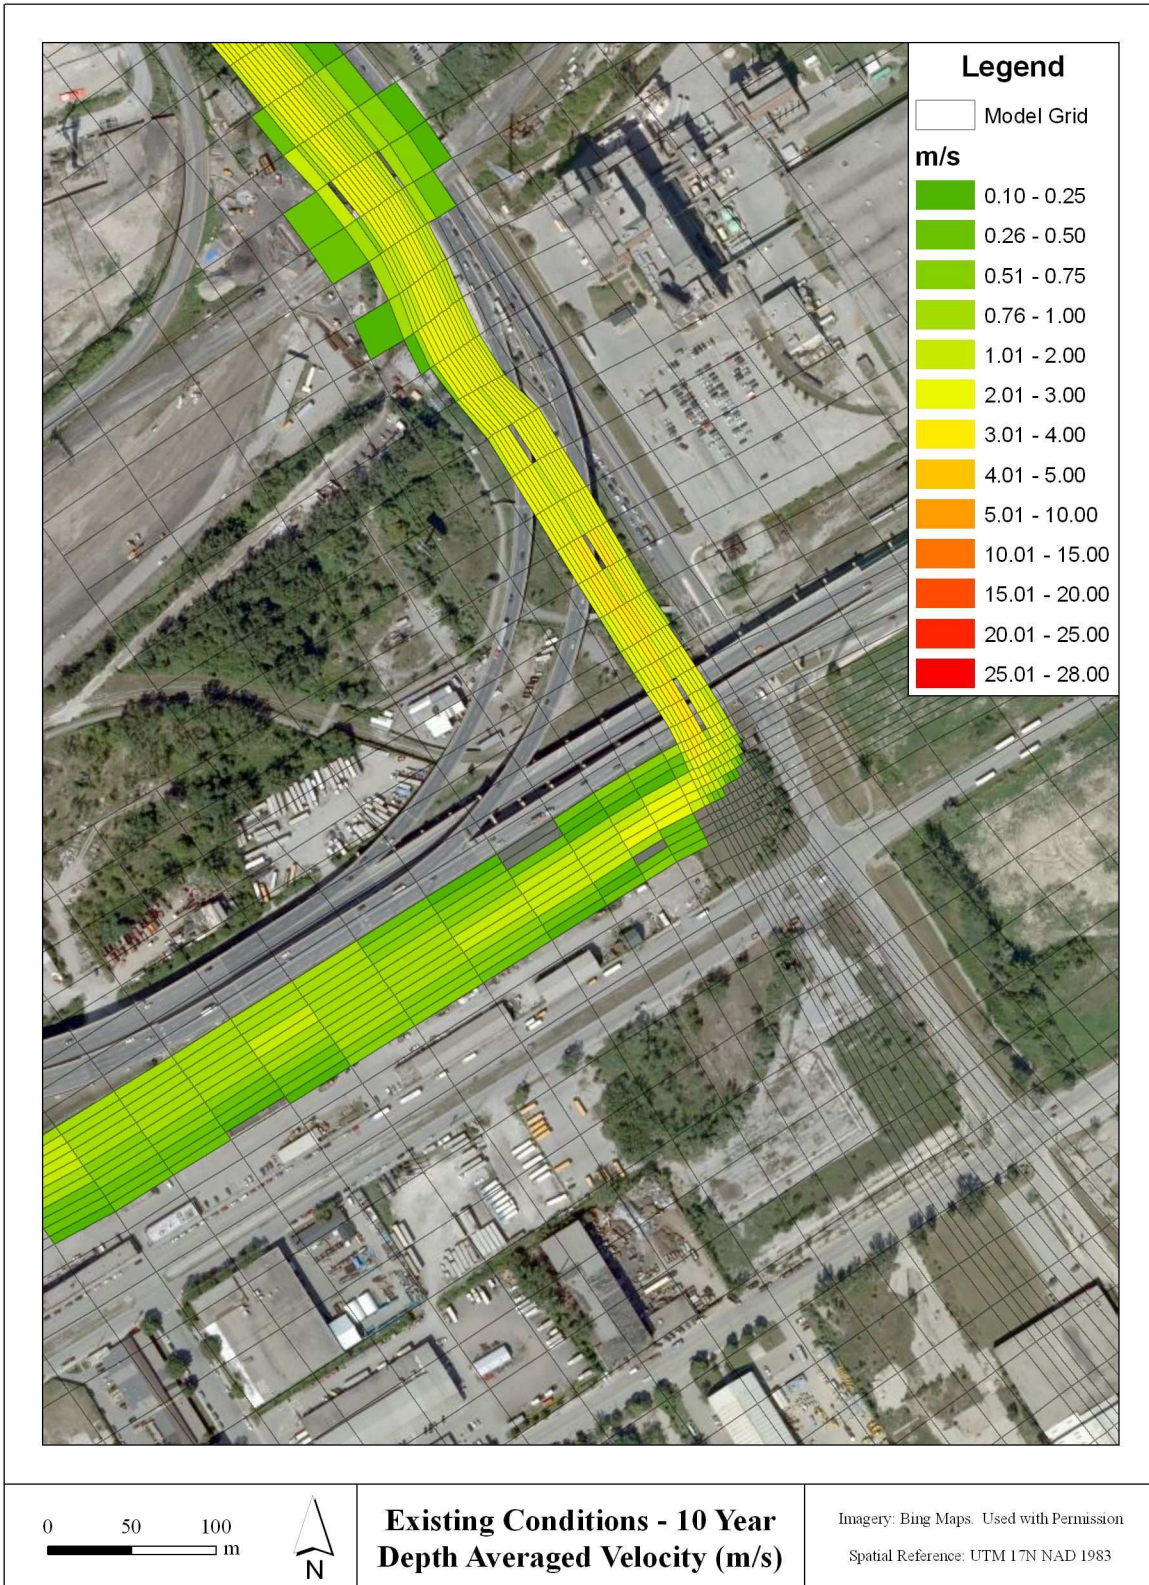 Legend
Model Grid
m/s
0.10 - 0.25
0.26 - 0.50
0.51 - 0.75
0.76 - 1.00
1.01 - 2.00
2.01 - 3.00
3.01 - 4.00
4.01 - 5.00
5.01 - 10.00
10.01 - 15.00
15.01 - 20.00
20.01 - 25.00
25.01 - 28.00
0 50 100
m
N
Existing Conditions - 10 Year
Depth Averaged Velocity (m/s)
Imagery: Bing Maps. Used with Permission
Spatial Reference: UTM 17N NAD 1983